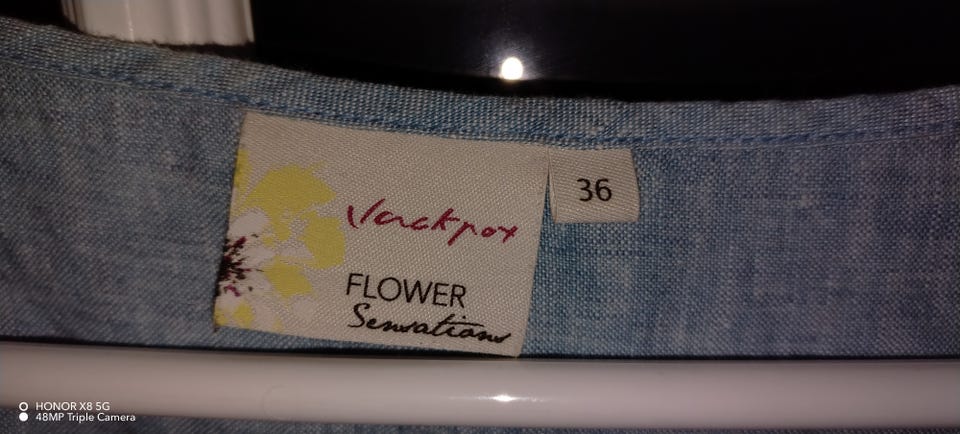 Jackpot
36
FLOWER
Sensations
HONOR X8 5G
48MP Triple Camera